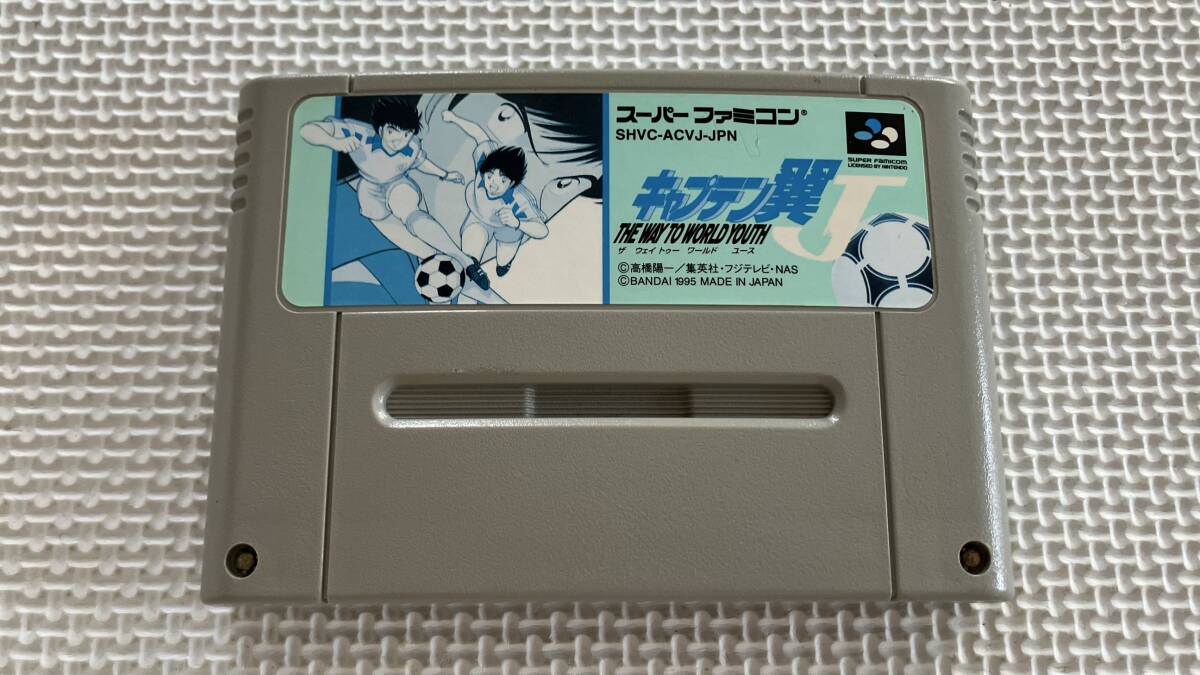 スーパー ファミコン®
SHVC-ACVJ-JPN
SUPER FAMICOM
LICENSED BY NINTENDO
キャプテン翼J
THE WAY TO WORLD YOUTH
ザ ウェイ トゥー ワールド ユース
©高橋陽一/集英社・フジテレビ・NAS
©BANDAI 1995 MADE IN JAPAN